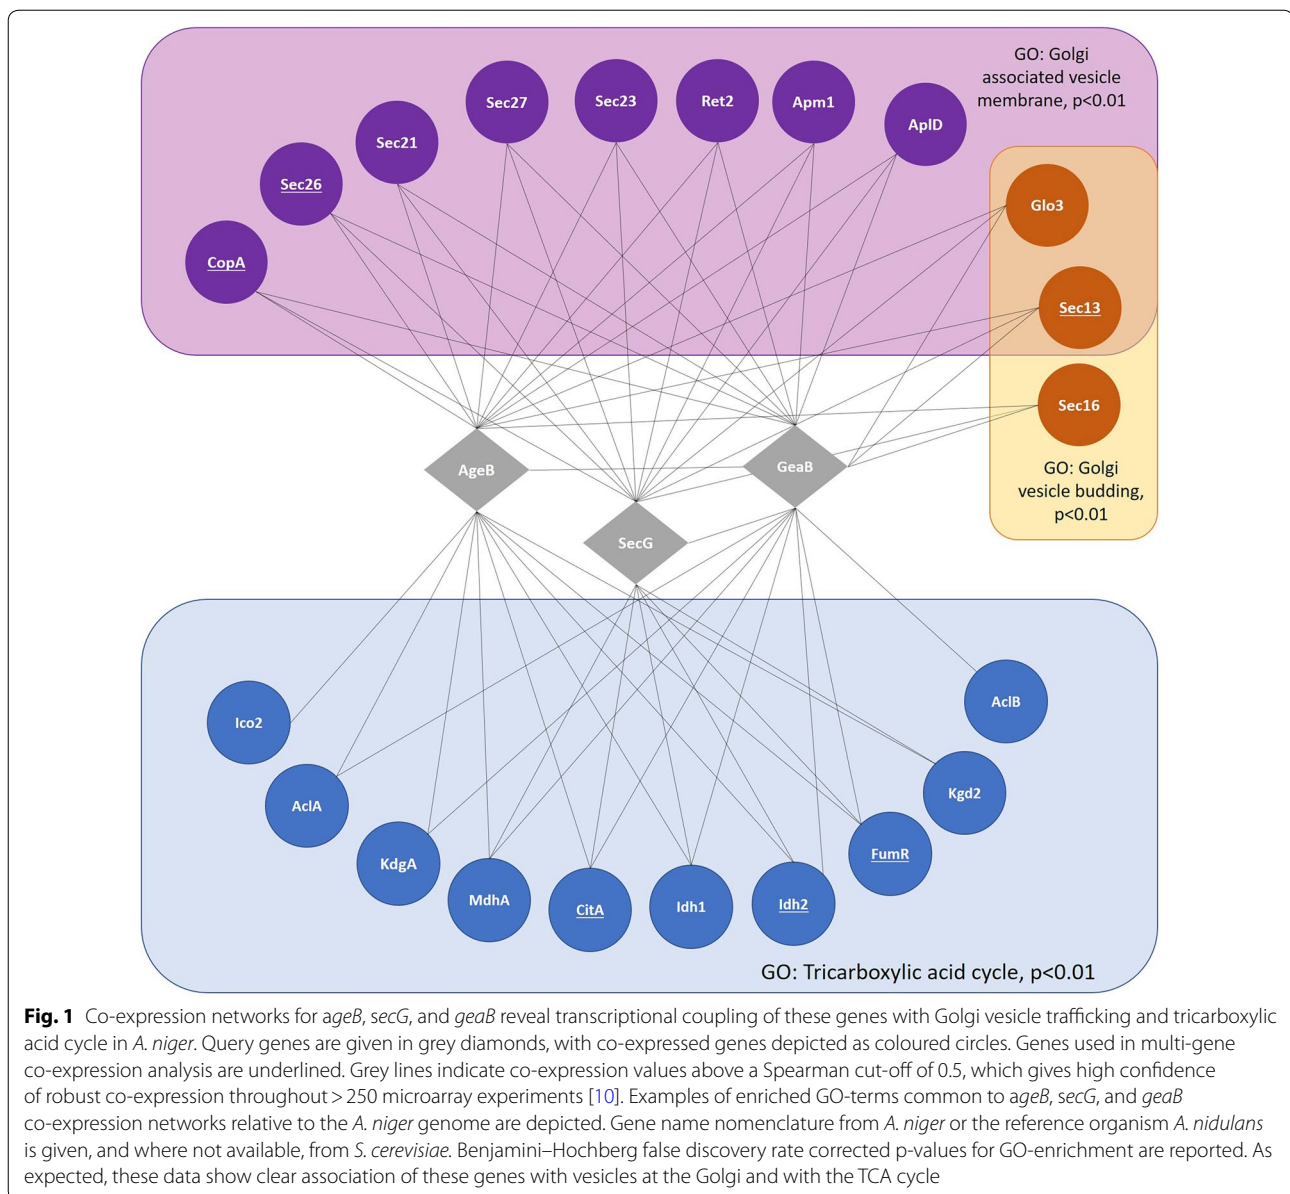 GO: Golgi
associated vesicle
membrane, p<0.01
Sec27
Sec23
Ret2
Apm1
AplD
Sec21
Sec26
CopA
Glo3
Sec13
Sec16
GO: Golgi
vesicle budding,
p<0.01
AgeB
GeaB
SecG
Ico2
AclA
KdgA
MdhA
CitA
Idh1
Idh2
FumR
Kgd2
AclB
GO: Tricarboxylic acid cycle, p<0.01
Fig. 1 Co-expression networks for ageB, secG, and geaB reveal transcriptional coupling of these genes with Golgi vesicle trafficking and tricarboxylic
acid cycle in A. niger. Query genes are given in grey diamonds, with co-expressed genes depicted as coloured circles. Genes used in multi-gene
co-expression analysis are underlined. Grey lines indicate co-expression values above a Spearman cut-off of 0.5, which gives high confidence
of robust co-expression throughout > 250 microarray experiments [10]. Examples of enriched GO-terms common to ageB, secG, and geaB
co-expression networks relative to the A. niger genome are depicted. Gene name nomenclature from A. niger or the reference organism A. nidulans
is given, and where not available, from S. cerevisiae. Benjamini–Hochberg false discovery rate corrected p-values for GO-enrichment are reported. As
expected, these data show clear association of these genes with vesicles at the Golgi and with the TCA cycle